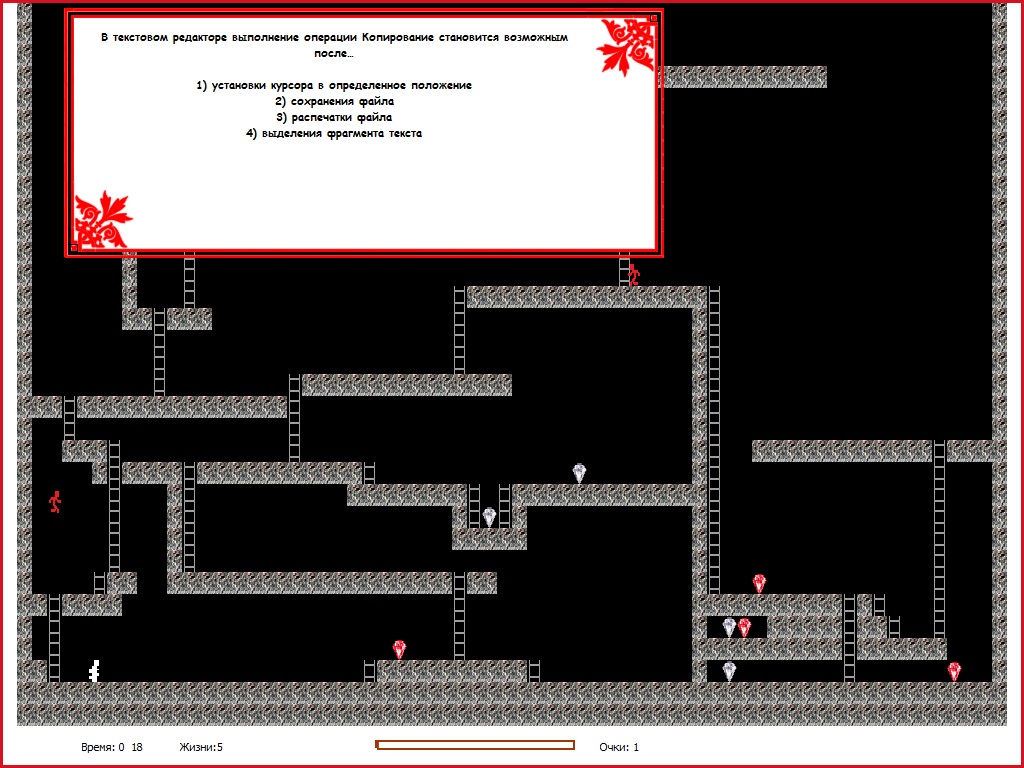 В текстовом редакторе выполнение операции Копирование становится возможным
после…
1) установки курсора в определенное положение
2) сохранения файла
3) распечатки файла
4) выделения фрагмента текста
Время: 0 18 Жизни:5 Очки: 1